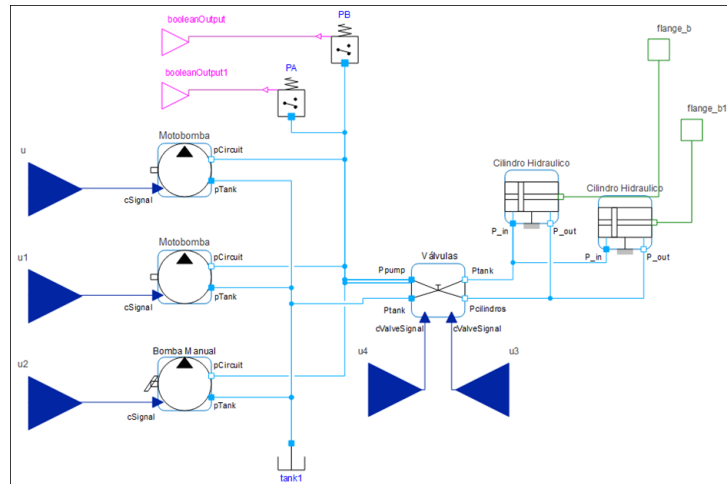 booleanOutput
PB
flange_b
booleanOutput1
PA
flange_b1
Motobomba
u
pCircuit
cSignal
pTank
Cilindro Hidraulico
Cilindro Hidraulico
P_in
P_out
P_in
P_out
Motobomba
u1
pCircuit
cSignal
pTank
Válvulas
Ppump
Ptank
T
Ptank
Pcilindros
cValveSignal
cValveSignal
Bomba Manual
u2
pCircuit
cSignal
pTank
u4
u3
tank1